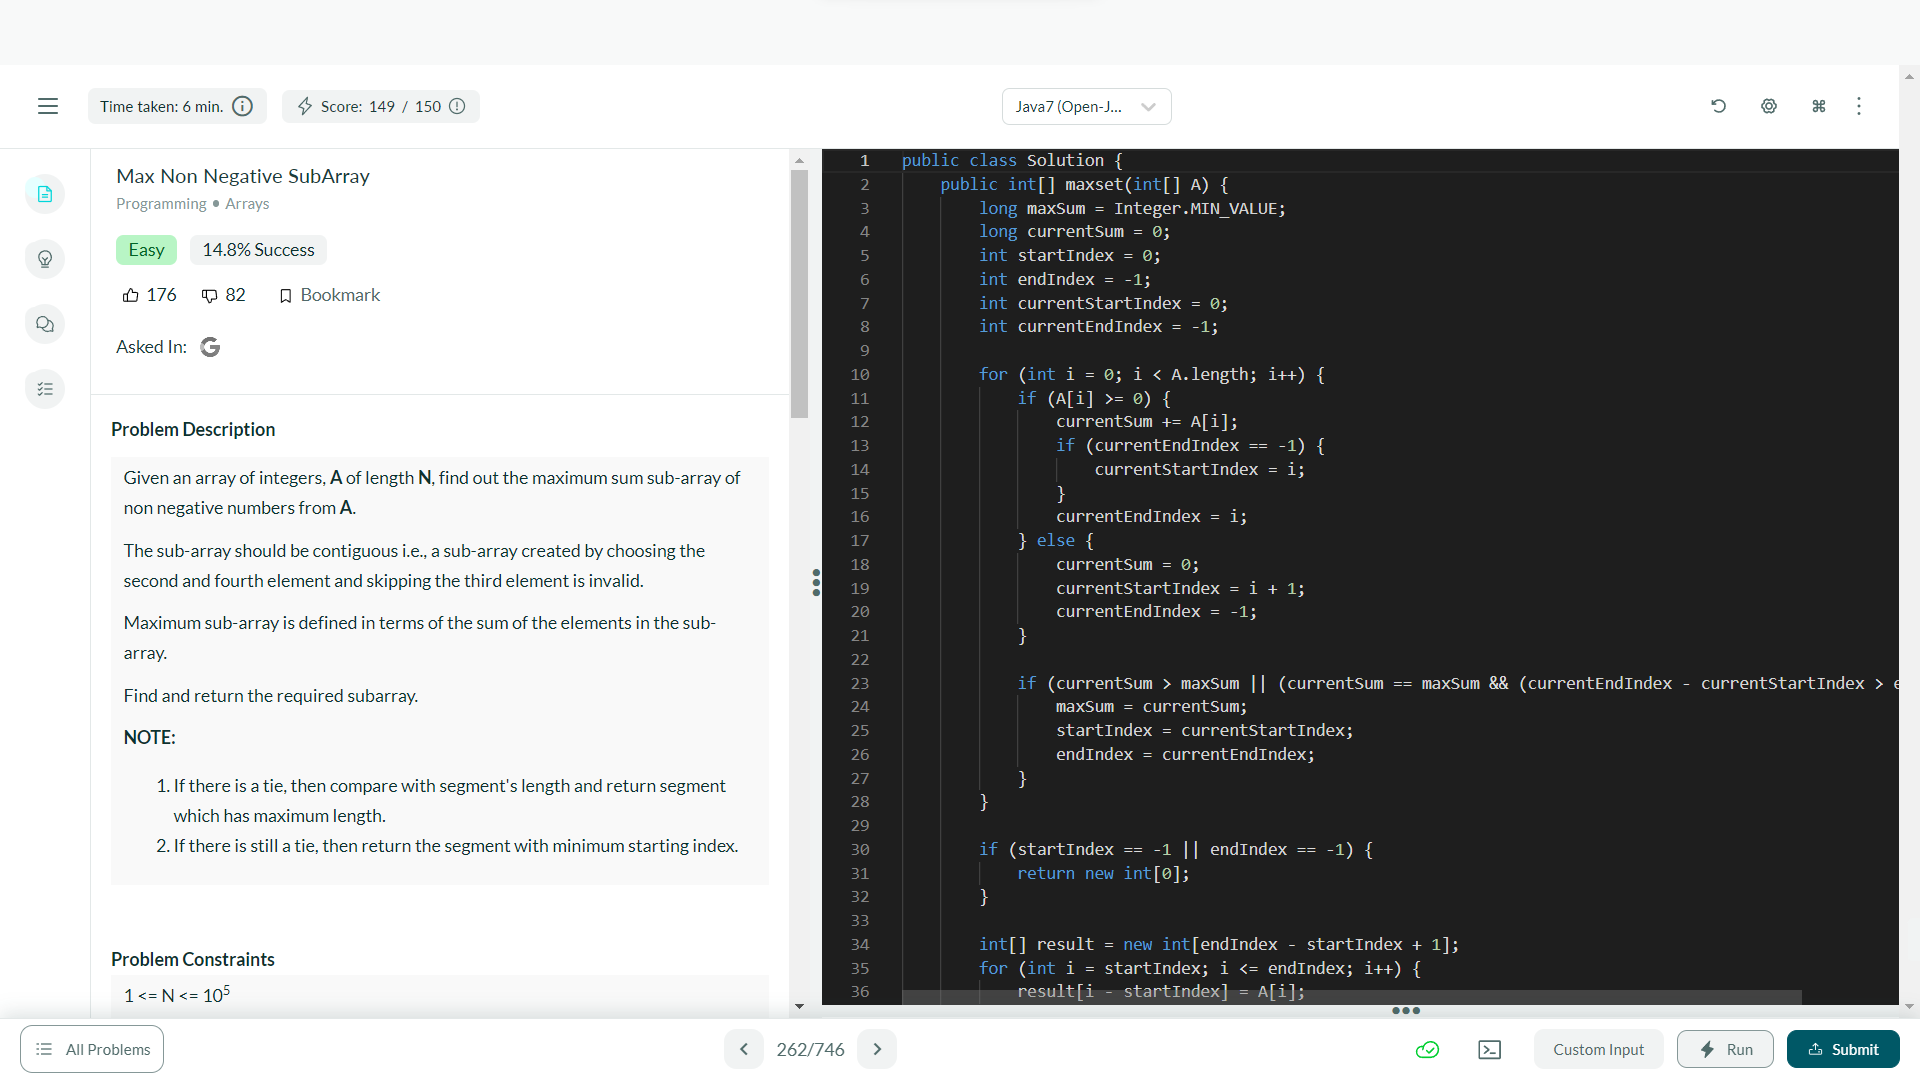 Time taken: 6 min.
Score: 149 / 150
Java7 (Open-J...
Max Non Negative SubArray
Programming • Arrays
Easy
14.8% Success
176
82
Bookmark
Asked In:
Problem Description
Given an array of integers, A of length N, find out the maximum sum sub-array of
non negative numbers from A.
The sub-array should be contiguous i.e., a sub-array created by choosing the
second and fourth element and skipping the third element is invalid.
Maximum sub-array is defined in terms of the sum of the elements in the sub-
array.
Find and return the required subarray.
NOTE:
1. If there is a tie, then compare with segment's length and return segment
which has maximum length.
2. If there is still a tie, then return the segment with minimum starting index.
Problem Constraints
1 <= N <= 10⁵
1 public class Solution {
2 public int[] maxset(int[] A) {
3 long maxSum = Integer.MIN_VALUE;
4 long currentSum = 0;
5 int startIndex = 0;
6 int endIndex = -1;
7 int currentStartIndex = 0;
8 int currentEndIndex = -1;
9
10 for (int i = 0; i < A.length; i++) {
11 if (A[i] >= 0) {
12 currentSum += A[i];
13 if (currentEndIndex == -1) {
14 currentStartIndex = i;
15 }
16 currentEndIndex = i;
17 } else {
18 currentSum = 0;
19 currentStartIndex = i + 1;
20 currentEndIndex = -1;
21 }
22
23 if (currentSum > maxSum || (currentSum == maxSum && (currentEndIndex - currentStartIndex >
24 maxSum = currentSum;
25 startIndex = currentStartIndex;
26 endIndex = currentEndIndex;
27 }
28 }
29
30 if (startIndex == -1 || endIndex == -1) {
31 return new int[0];
32 }
33
34 int[] result = new int[endIndex - startIndex + 1];
35 for (int i = startIndex; i <= endIndex; i++) {
36 result[i - startIndex] = A[i];
All Problems
262/746
Custom Input
Run
Submit